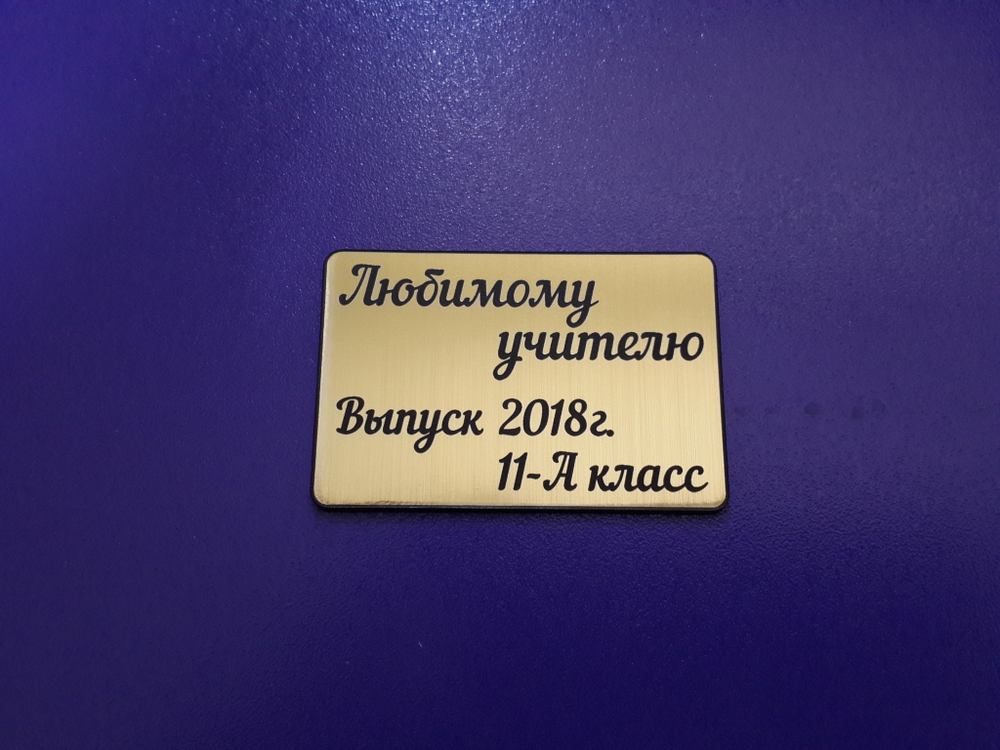 Любимому
учителю
Выпуск 2018г.
11-А класс